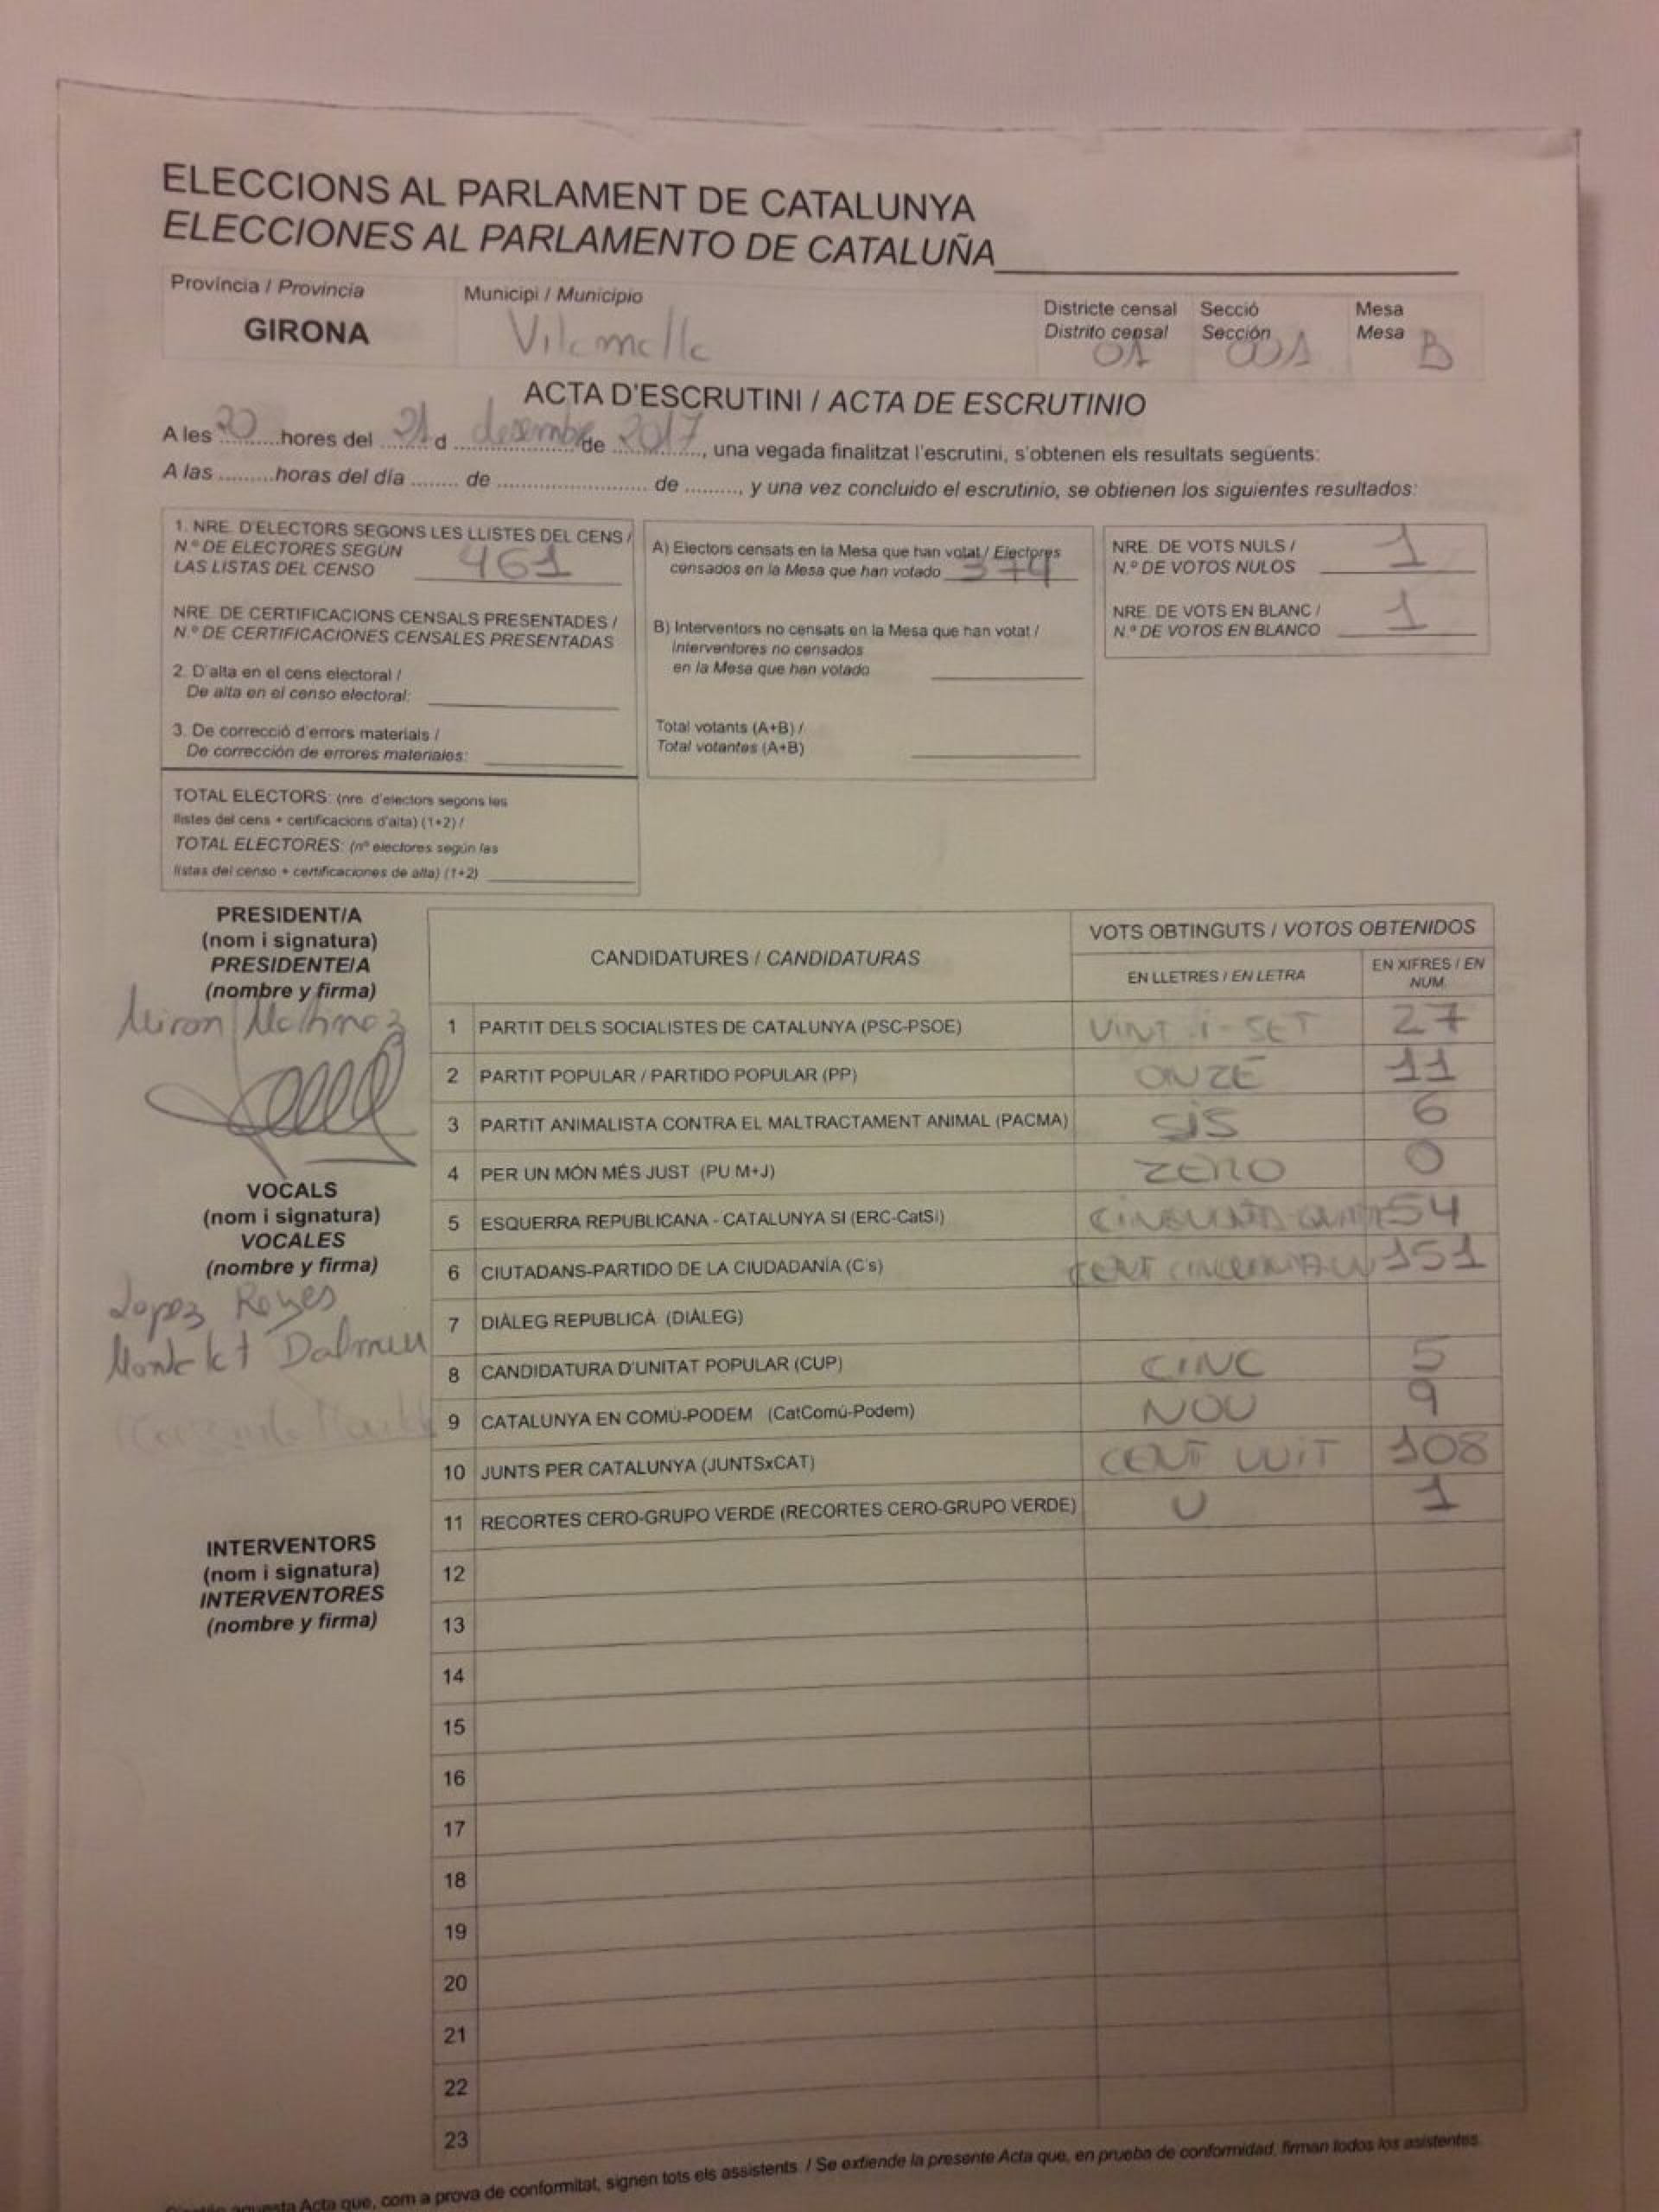 ELECCIONS AL PARLAMENT DE CATALUNYA
ELECCIONES AL PARLAMENTO DE CATALUÑA
Província / Provincia
Municipi / Municipio
Districte censal
Secció
Mesa
Distrito censal
Sección
Mesa
GIRONA
Vilamalla
01
001
B
ACTA D'ESCRUTINI / ACTA DE ESCRUTINIO
A les 20 hores del 21 d desembre de 2017, una vegada finalitzat l'escrutini, s'obtenen els resultats següents:
A las ......... horas del día ........ de ........................ de ........., y una vez concluido el escrutinio, se obtienen los siguientes resultados:
1. NRE. D'ELECTORS SEGONS LES LLISTES DEL CENS /
N.º DE ELECTORES SEGÚN
LAS LISTAS DEL CENSO 461
NRE. DE CERTIFICACIONS CENSALS PRESENTADES /
N.º DE CERTIFICACIONES CENSALES PRESENTADAS
2. D'alta en el cens electoral /
De alta en el censo electoral:
3. De correcció d'errors materials /
De corrección de errores materiales:
TOTAL ELECTORS: (nre. d'electors segons les
llistes del cens + certificacions d'alta) (1+2) /
TOTAL ELECTORES: (nº electores según las
listas del censo + certificaciones de alta) (1+2)
A) Electors censats en la Mesa que han votat / Electores
censados en la Mesa que han votado 374
B) Interventors no censats en la Mesa que han votat /
Interventores no censados
en la Mesa que han votado
Total votants (A+B) /
Total votantes (A+B)
NRE. DE VOTS NULS /
N.º DE VOTOS NULOS 1
NRE. DE VOTS EN BLANC /
N.º DE VOTOS EN BLANCO 1
PRESIDENT/A
(nom i signatura)
PRESIDENTE/A
(nombre y firma)
Miron
VOCALS
(nom i signatura)
VOCALES
(nombre y firma)
Lopez Reyes
Dalmau
INTERVENTORS
(nom i signatura)
INTERVENTORES
(nombre y firma)
CANDIDATURES / CANDIDATURAS
VOTS OBTINGUTS / VOTOS OBTENIDOS
EN LLETRES / EN LETRA
EN XIFRES / EN
NUM.
1 PARTIT DELS SOCIALISTES DE CATALUNYA (PSC-PSOE) VINT-i-SET 27
2 PARTIT POPULAR / PARTIDO POPULAR (PP) ONZE 11
3 PARTIT ANIMALISTA CONTRA EL MALTRACTAMENT ANIMAL (PACMA) SIS 6
4 PER UN MÓN MÉS JUST (PU M+J) ZERO 0
5 ESQUERRA REPUBLICANA - CATALUNYA SI (ERC-CatSí) 54
6 CIUTADANS-PARTIDO DE LA CIUDADANÍA (C's) CENT 151
7 DIÀLEG REPUBLICÀ (DIÀLEG)
8 CANDIDATURA D'UNITAT POPULAR (CUP) CINC 5
9 CATALUNYA EN COMÚ-PODEM (CatComú-Podem) NOU 9
10 JUNTS PER CATALUNYA (JUNTSxCAT) CENT VUIT 108
11 RECORTES CERO-GRUPO VERDE (RECORTES CERO-GRUPO VERDE) U 1
12
13
14
15
16
17
18
19
20
21
22
23
aquesta Acta que, com a prova de conformitat, signen tots els assistents. / Se extiende la presente Acta que, en prueba de conformidad, firman todos los asistentes.